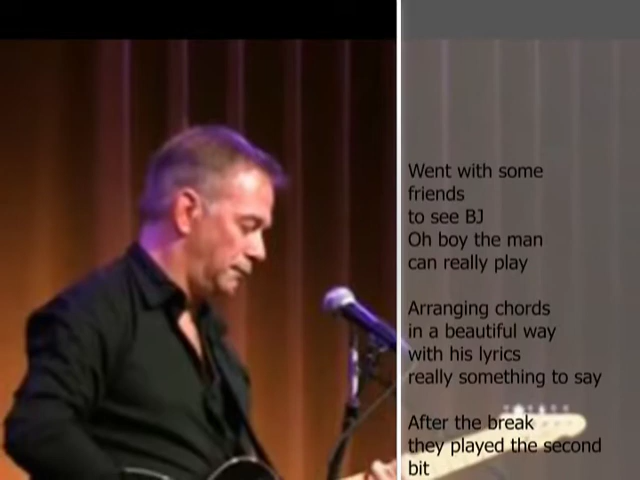 Went with some
friends
to see BJ
Oh boy the man
can really play
Arranging chords
in a beautiful way
with his lyrics
really something to say
After the break
they played the second
bit